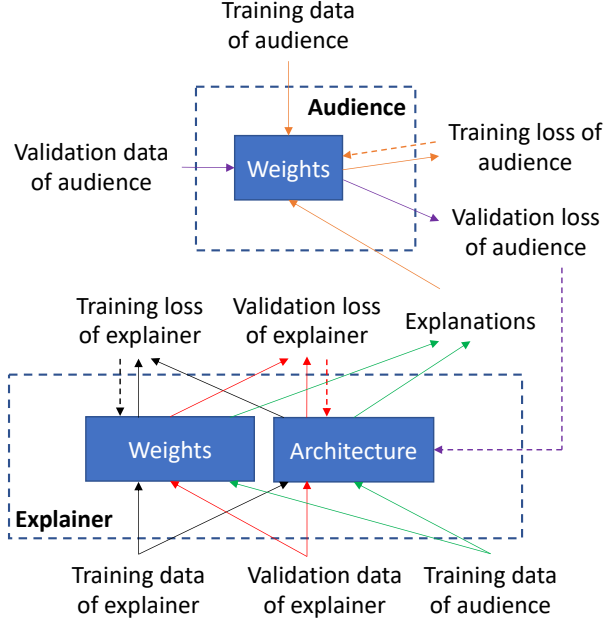 Training data
of audience
Audience
Validation data
of audience
Weights
Training loss of
audience
Validation loss
of audience
Training loss
of explainer
Validation loss
of explainer
Explanations
Weights
Architecture
Explainer
Training data
of explainer
Validation data
of explainer
Training data
of audience